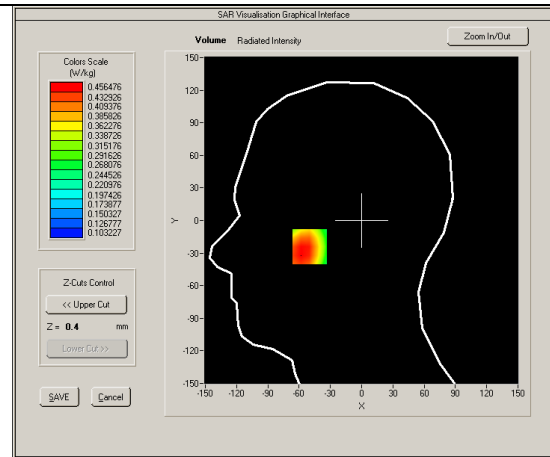 SAR Visualisation Graphical Interface
Volume Radiated Intensity
Zoom In/Out
Colors Scale
(W/kg)
0.456476
0.432926
0.409376
0.385826
0.362276
0.338726
0.315176
0.291626
0.268076
0.244526
0.220976
0.197426
0.173877
0.150327
0.126777
0.103227
Z-Cuts Control
<< Upper Cut
Z = 0.4 mm
Lower Cut >>
SAVE
Cancel
150
120
90
60
30
0
-30
-60
-90
-120
-150
Y
-150 -120 -90 -60 -30 0 30 60 90 120 150
X